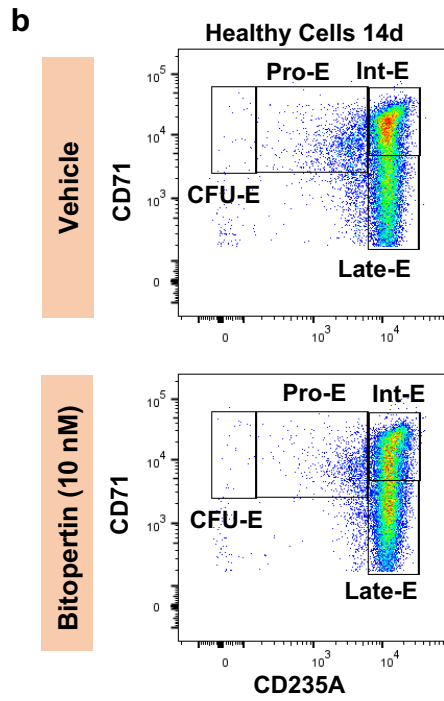 b
Healthy Cells 14d
Vehicle
CD71
10^5
10^4
10^3
0
Pro-E
Int-E
CFU-E
Late-E
0
10^3
10^4
Bitopertin (10 nM)
CD71
10^5
10^4
10^3
0
Pro-E
Int-E
CFU-E
Late-E
0
10^3
10^4
CD235A